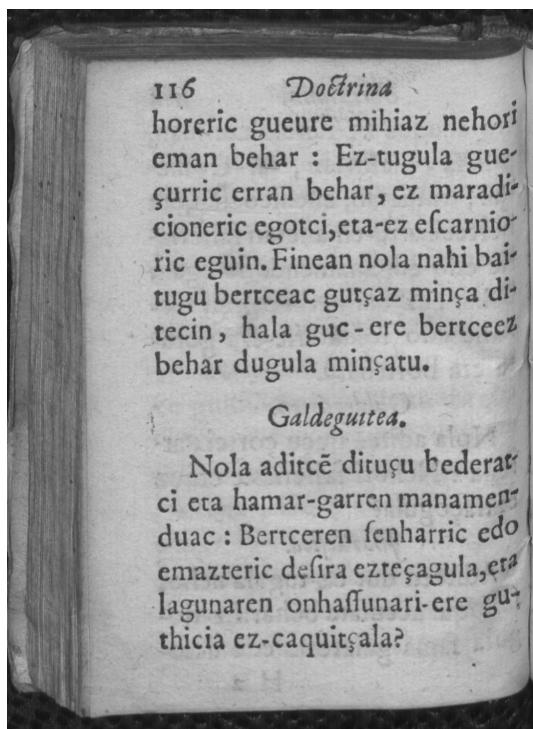 116 Doctrina
horeric gueure mihiaz nehori
eman behar : Ez-tugula gue-
çurric erran behar, ez maradi-
cioneric egotci, eta-ez eſcarnio-
ric eguin. Finean nola nahi bai-
tugu bertceac gutçaz minça di-
tecin, hala guc-ere bertceez
behar dugula minçatu.
Galdeguitea.
Nola aditcẽ dituçu bederat-
ci eta hamar-garren manamen-
duac : Bertceren ſenharric edo
emazteric deſira ezteçagula, eta
lagunaren onhaſſunari-ere gu-
thicia ez-caquitçala?